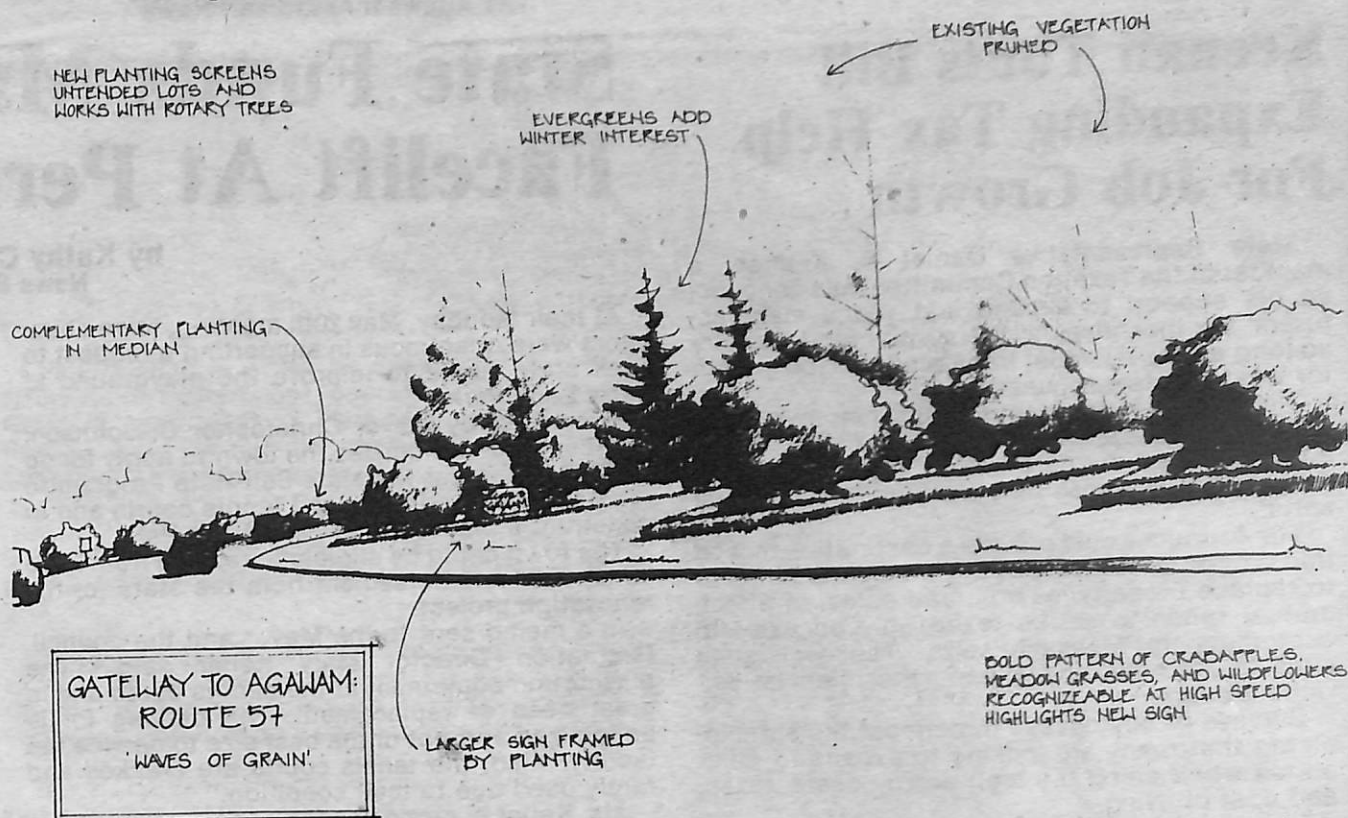 NEW PLANTING SCREENS
UNTENDED LOTS AND
WORKS WITH ROTARY TREES
EXISTING VEGETATION
PRUNED
EVERGREENS ADD
WINTER INTEREST
COMPLEMENTARY PLANTING
IN MEDIAN
GATEWAY TO AGAWAM:
ROUTE 57
'WAVES OF GRAIN'.
LARGER SIGN FRAMED
BY PLANTING
BOLD PATTERN OF CRABAPPLES,
MEADOW GRASSES, AND WILDFLOWERS
RECOGNIZEABLE AT HIGH SPEED
HIGHLIGHTS NEW SIGN